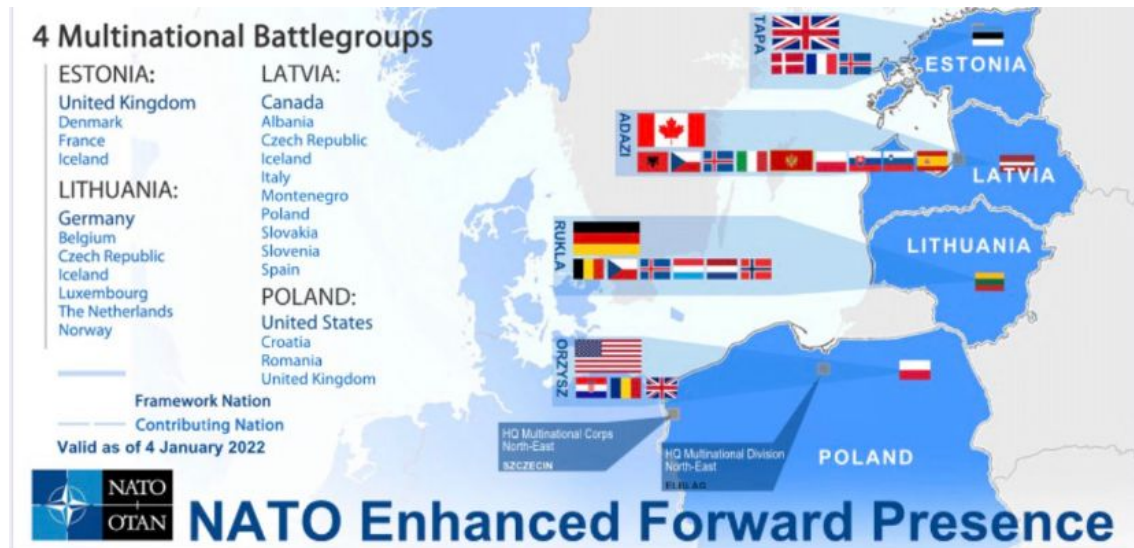 4 Multinational Battlegroups
ESTONIA:
United Kingdom
Denmark
France
Iceland
LITHUANIA:
Germany
Belgium
Czech Republic
Iceland
Luxembourg
The Netherlands
Norway
LATVIA:
Canada
Albania
Czech Republic
Iceland
Italy
Montenegro
Poland
Slovakia
Slovenia
Spain
POLAND:
United States
Croatia
Romania
United Kingdom
Framework Nation
Contributing Nation
Valid as of 4 January 2022
TAPA
ESTONIA
ADAZI
LATVIA
RUKLA
LITHUANIA
ORZYSZ
HQ Multinational Corps
North-East
SZCZECIN
HQ Multinational Division
North-East
POLAND
NATO
OTAN
NATO Enhanced Forward Presence